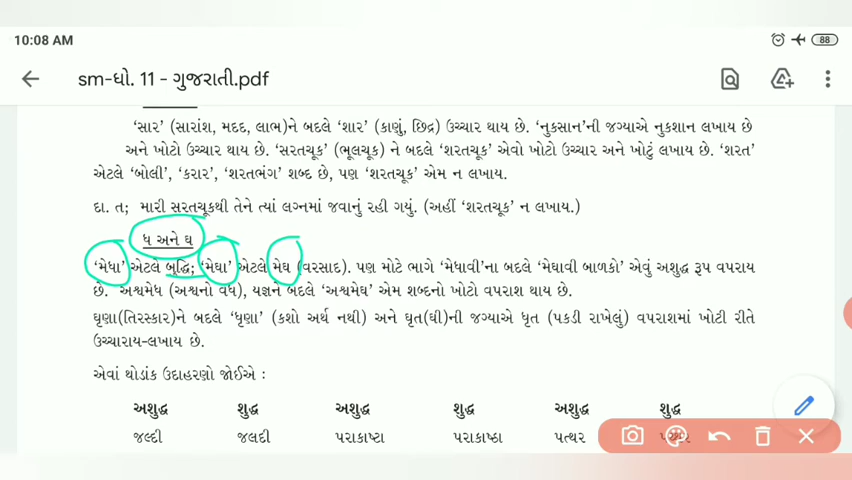 10:08 AM
88
sm-ધો. 11 - ગુજરાતી.pdf
‘સાર’ (સારાંશ, મદદ, લાભ)ને બદલે ‘શાર’ (કાણું, છિદ્ર) ઉચ્ચાર થાય છે. ‘નુકસાન’ની જગ્યાએ નુકશાન લખાય છે
અને ખોટો ઉચ્ચાર થાય છે. ‘સરતચૂક’ (ભૂલચૂક) ને બદલે ‘શરતચૂક’ એવો ખોટો ઉચ્ચાર અને ખોટું લખાય છે. ‘શરત’
એટલે ‘બોલી’, ‘કરાર’, ‘શરતભંગ’ શબ્દ છે, પણ ‘શરતચૂક’ એમ ન લખાય.
દા. ત; મારી સરતચૂકથી તેને ત્યાં લગ્નમાં જવાનું રહી ગયું. (અહીં ‘શરતચૂક’ ન લખાય.)
ધ અને ઘ
‘મેધા’ એટલે બુદ્ધિ; ‘મેઘા’ એટલે મેઘ (વરસાદ). પણ મોટે ભાગે ‘મેધાવી’ના બદલે ‘મેઘાવી બાળકો’ એવું અશુદ્ધ રૂપ વપરાય
છે. અશ્વમેધ (અશ્વનો વધ), યજ્ઞને બદલે ‘અશ્વમેઘ’ એમ શબ્દનો ખોટો વપરાશ થાય છે.
ઘૃણા(તિરસ્કાર)ને બદલે ‘ધૃણા’ (કશો અર્થ નથી) અને ઘૃત(ઘી)ની જગ્યાએ ધૃત (પકડી રાખેલું) વપરાશમાં ખોટી રીતે
ઉચ્ચારાય-લખાય છે.
એવાં થોડાંક ઉદાહરણો જોઈએ :
અશુદ્ધ શુદ્ધ અશુદ્ધ શુદ્ધ અશુદ્ધ શુદ્ધ
જલ્દી જલદી પરાકાષ્ટા પરાકાષ્ઠા પત્થર